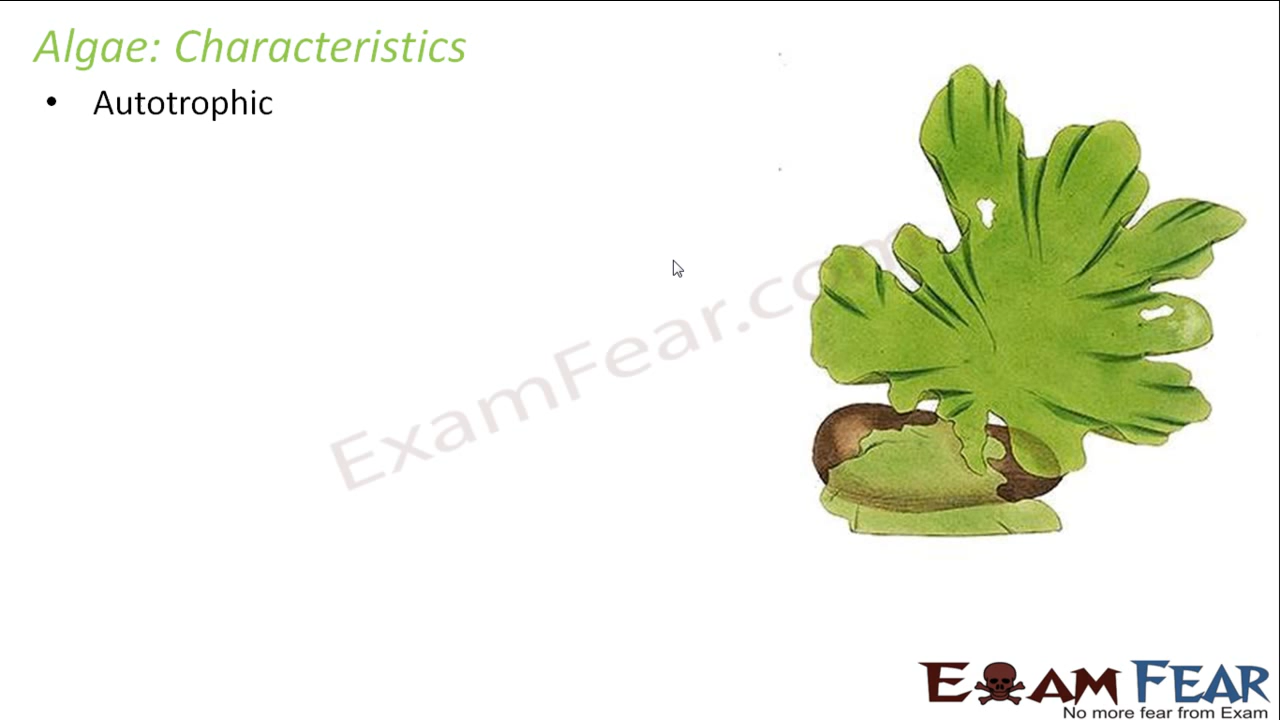 Algae: Characteristics
• Autotrophic
ExamFear.com
EXAM FEAR
No more fear from Exam